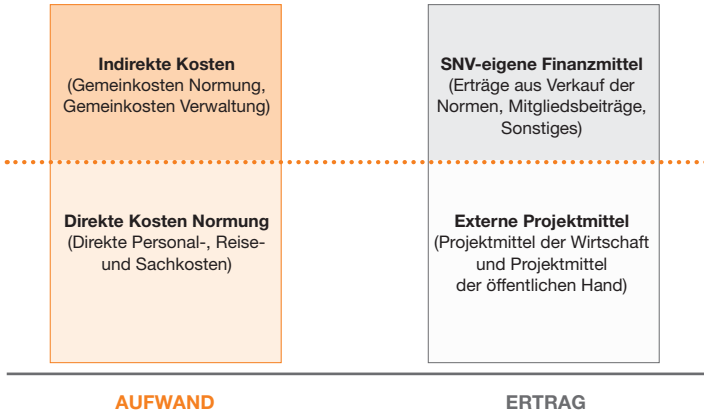 Indirekte Kosten
(Gemeinkosten Normung,
Gemeinkosten Verwaltung)
SNV-eigene Finanzmittel
(Erträge aus Verkauf der
Normen, Mitgliedsbeiträge,
Sonstiges)
Direkte Kosten Normung
(Direkte Personal-, Reise-
und Sachkosten)
Externe Projektmittel
(Projektmittel der Wirtschaft
und Projektmittel
der öffentlichen Hand)
AUFWAND
ERTRAG